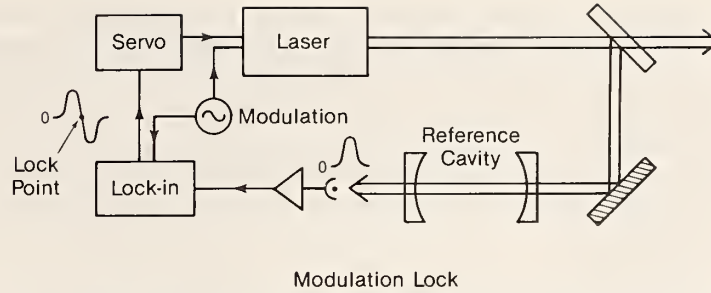 Servo
Laser
0
Modulation
Lock
Point
Lock-in
0
Reference
Cavity
Modulation Lock